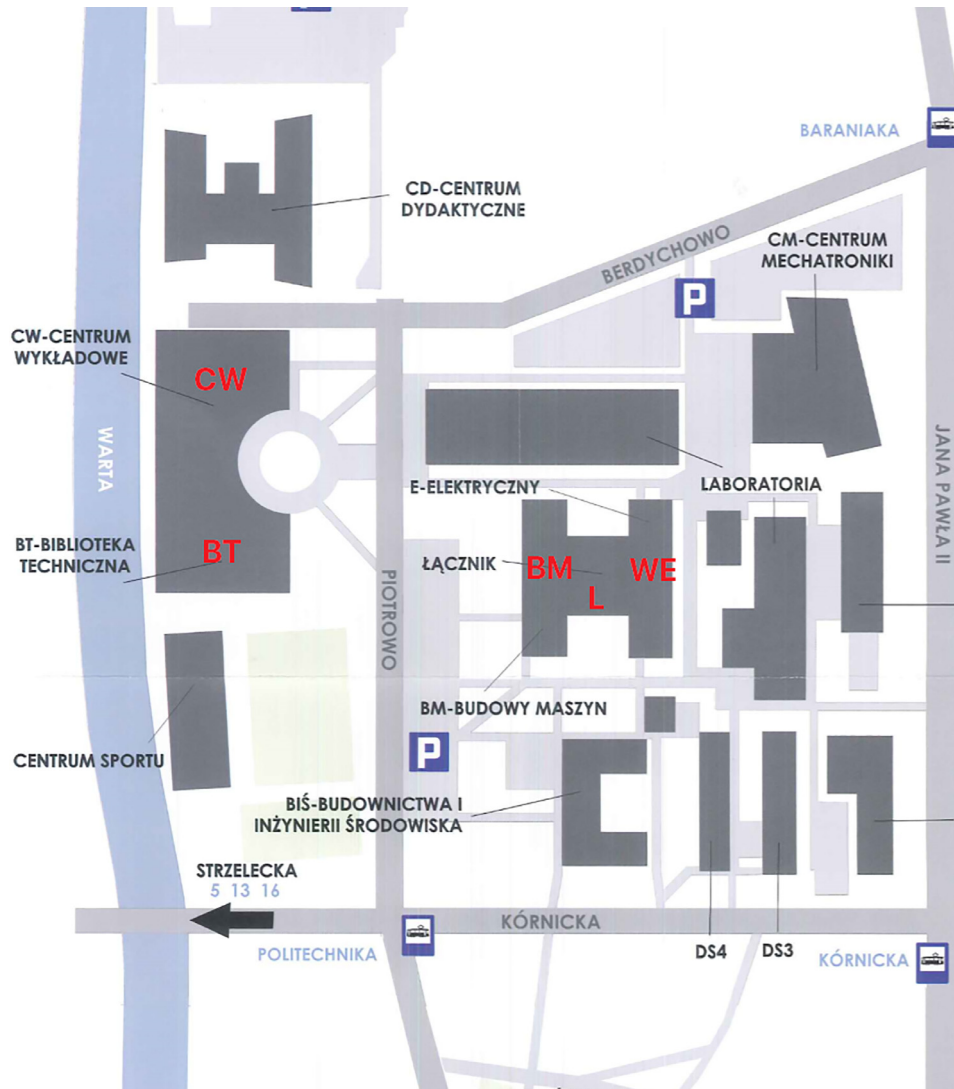 BARANIAKA
CD-CENTRUM
DYDAKTYCZNE
BERDYCHOWO
CM-CENTRUM
MECHATRONIKI
P
CW-CENTRUM
WYKŁADOWE
CW
WARTA
JANA PAWŁA II
E-ELEKTRYCZNY
LABORATORIA
BT-BIBLIOTEKA
TECHNICZNA
BT
ŁĄCZNIK
BM
WE
L
PIOTROWO
BM-BUDOWY MASZYN
CENTRUM SPORTU
P
BIŚ-BUDOWNICTWA I
INŻYNIERII ŚRODOWISKA
STRZELECKA
5 13 16
KÓRNICKA
POLITECHNIKA
DS4
DS3
KÓRNICKA